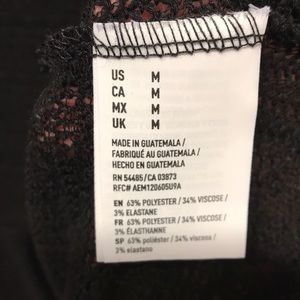 US M
CA M
MX M
UK M
MADE IN GUATEMALA /
FABRIQUÉ AU GUATEMALA /
HECHO EN GUATEMALA
RN 54485/CA 03873
RFC# AEM120605U9A
EN 63% POLYESTER / 34% VISCOSE /
3% ELASTANE
FR 63% POLYESTER / 34% VISCOSE /
3% ÉLASTHANNE
SP 63% poliéster / 34% viscosa /
3% elastano